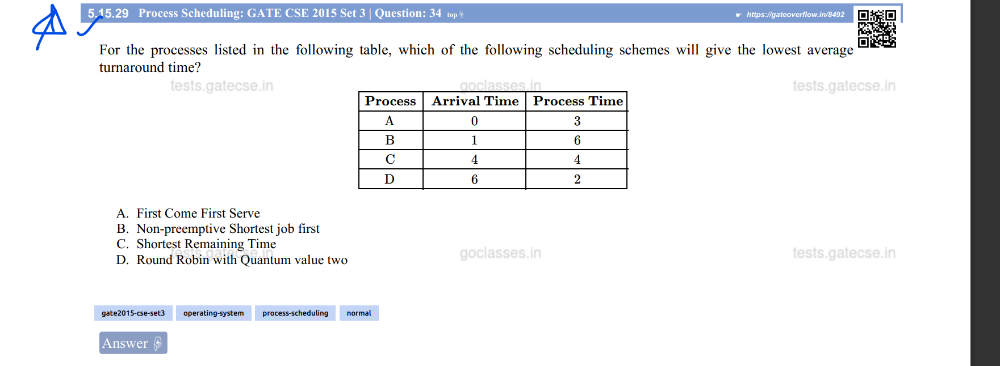 5.15.29 Process Scheduling: GATE CSE 2015 Set 3 | Question: 34 top https://gateoverflow.in/8492
For the processes listed in the following table, which of the following scheduling schemes will give the lowest average
turnaround time?
tests.gatecse.in goclasses.in tests.gatecse.in
Process Arrival Time Process Time
A 0 3
B 1 6
C 4 4
D 6 2
A. First Come First Serve
B. Non-preemptive Shortest job first
C. Shortest Remaining Time
tests.gatecse.in goclasses.in tests.gatecse.in
D. Round Robin with Quantum value two
gate2015-cse-set3 operating-system process-scheduling normal
Answer